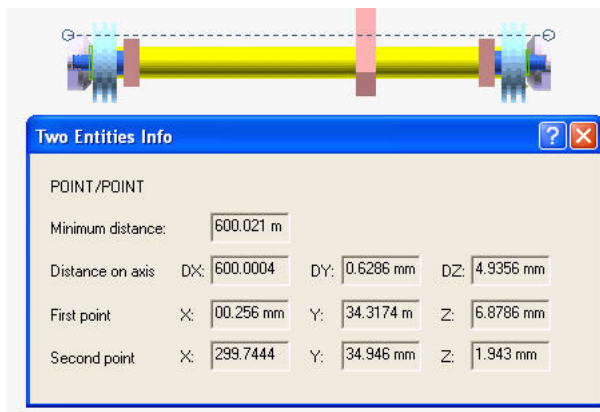 Two Entities Info
POINT/POINT
Minimum distance: 600.021 m
Distance on axis DX: 600.0004 DY: 0.6286 mm DZ: 4.9356 mm
First point X: 00.256 mm Y: 34.3174 m Z: 6.8786 mm
Second point X: 299.7444 Y: 34.946 mm Z: 1.943 mm